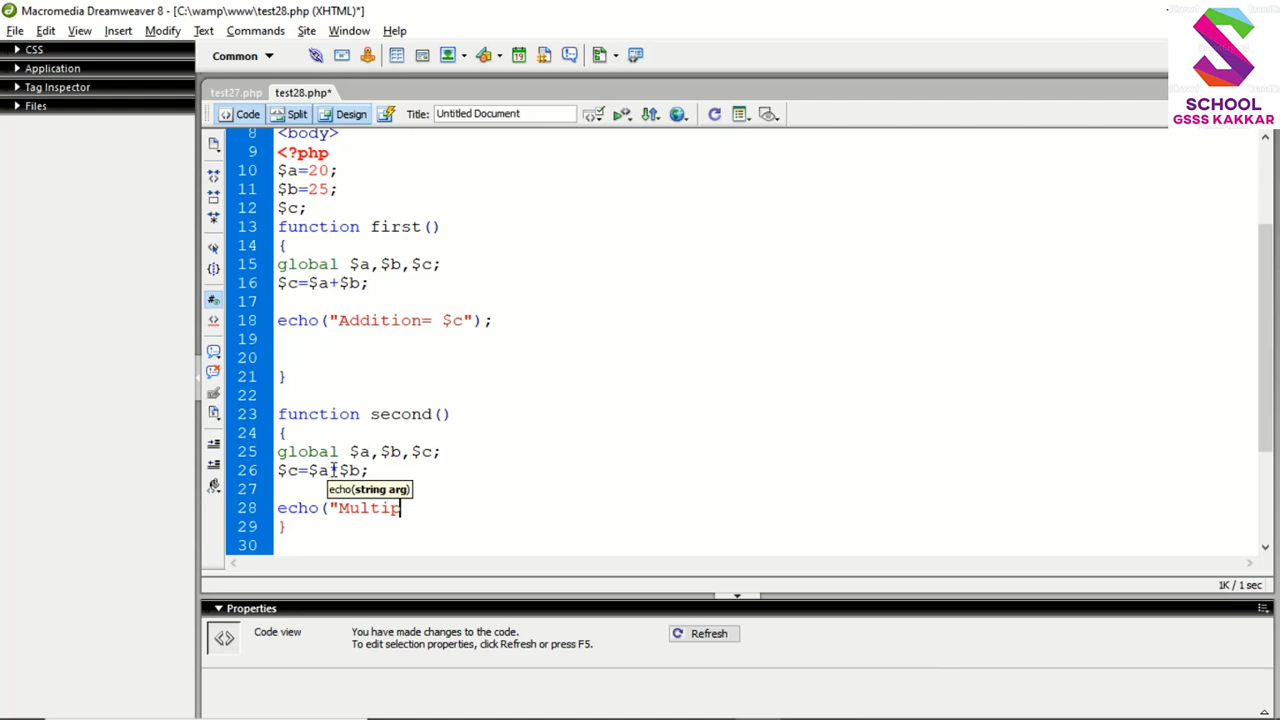 Macromedia Dreamweaver 8 - [C:\wamp\www\test28.php (XHTML)*]
File Edit View Insert Modify Text Commands Site Window Help
CSS
Application
Tag Inspector
Files
Common
test27.php test28.php*
Code Split Design Title: Untitled Document
SCHOOL
GSSS KAKKAR
8 <body>
9 <?php
10 $a=20;
11 $b=25;
12 $c;
13 function first()
14 {
15 global $a,$b,$c;
16 $c=$a+$b;
17
18 echo("Addition= $c");
19
20
21 }
22
23 function second()
24 {
25 global $a,$b,$c;
26 $c=$a $b;
27 echo(string arg)
28 echo("Multip
29 }
30
1K / 1 sec
Properties
Code view You have made changes to the code. Refresh
To edit selection properties, click Refresh or press F5.